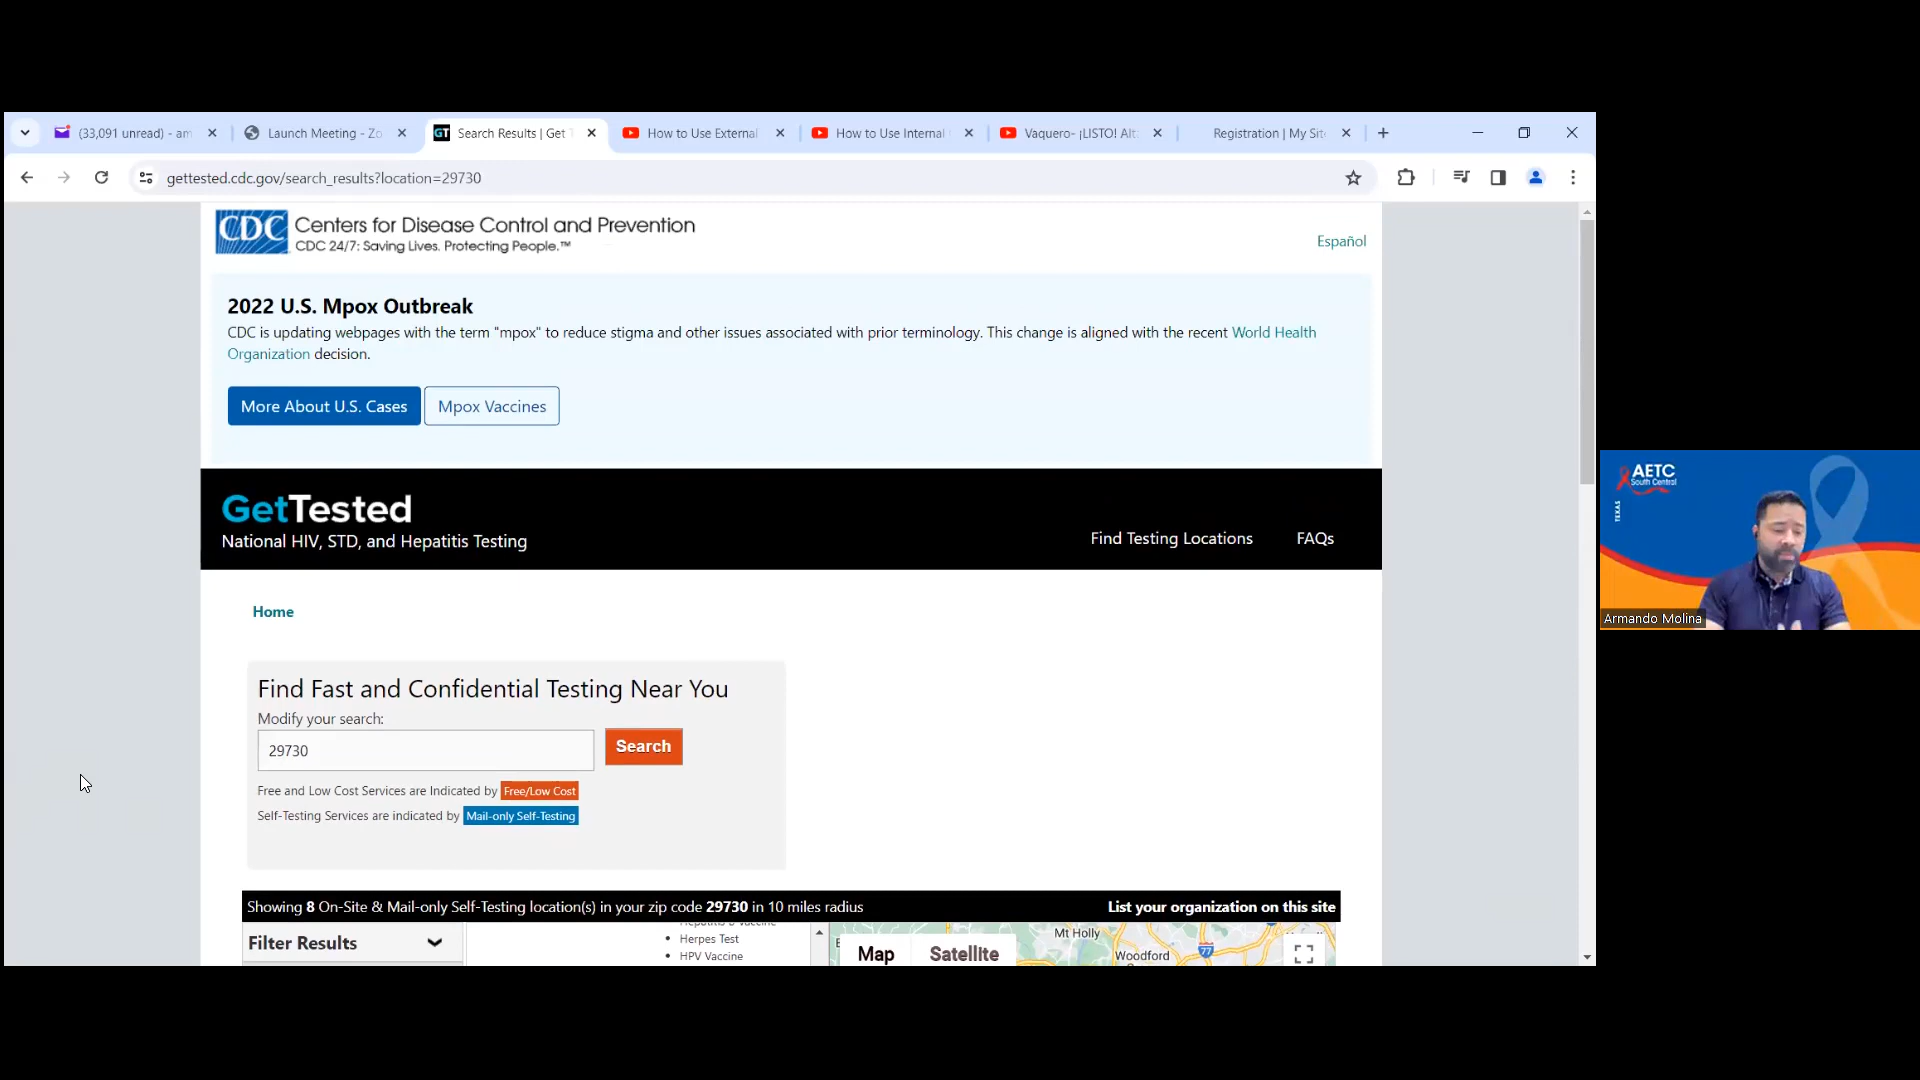 (33,091 unread) - am
Launch Meeting - Zo
GT
Search Results | Get T
How to Use External
How to Use Internal
Vaquero- ¡LISTO! Alt
Registration | My Sit
gettested.cdc.gov/search_results?location=29730
CDC
Centers for Disease Control and Prevention
CDC 24/7: Saving Lives. Protecting People.™
Español
2022 U.S. Mpox Outbreak
CDC is updating webpages with the term "mpox" to reduce stigma and other issues associated with prior terminology. This change is aligned with the recent World Health
Organization decision.
More About U.S. Cases
Mpox Vaccines
GetTested
National HIV, STD, and Hepatitis Testing
Find Testing Locations
FAQs
AETC
South Central
TEXAS
Armando Molina
Home
Find Fast and Confidential Testing Near You
Modify your search:
29730
Search
Free and Low Cost Services are Indicated by Free/Low Cost
Self-Testing Services are indicated by Mail-only Self-Testing
Showing 8 On-Site & Mail-only Self-Testing location(s) in your zip code 29730 in 10 miles radius
List your organization on this site
Filter Results
Herpes Test
HPV Vaccine
Map
Satellite
Mt Holly
Woodford
77